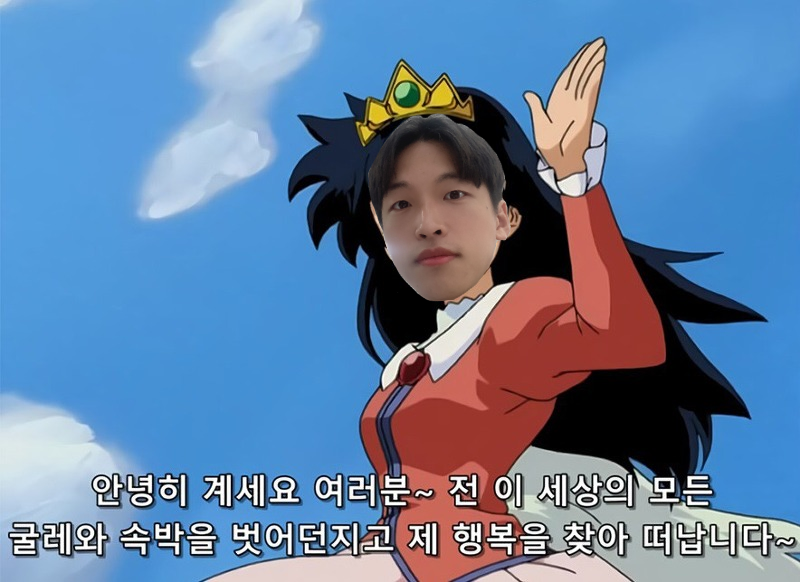 안녕히 계세요 여러분~ 전 이 세상의 모든
굴레와 속박을 벗어던지고 제 행복을 찾아 떠납니다~